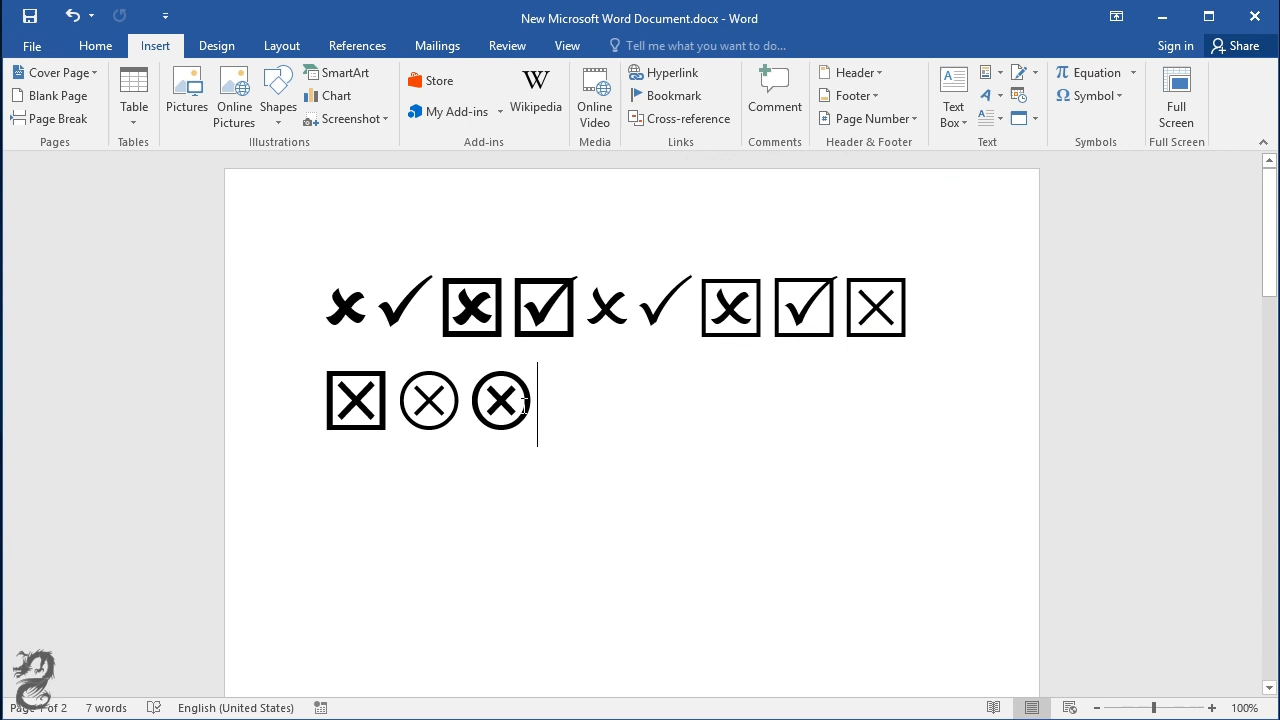 New Microsoft Word Document.docx - Word
File Home Insert Design Layout References Mailings Review View Tell me what you want to do... Sign in Share
Cover Page
Blank Page
Page Break
Pages
Table
Tables
Pictures
Online Pictures
Shapes
SmartArt
Chart
Screenshot
Illustrations
Store
My Add-ins
W
Wikipedia
Add-ins
Online Video
Media
Hyperlink
Bookmark
Cross-reference
Links
Comment
Comments
Header
Footer
Page Number
Header & Footer
A
Text Box
A
A
Text
π Equation
Ω Symbol
Symbols
Full Screen
Full Screen
✘ ✓ 🗷 🗹 ✘ ✓ 🗷 🗹 ☒
☒ ⓧ ⓧ
of 2 7 words English (United States) 100%